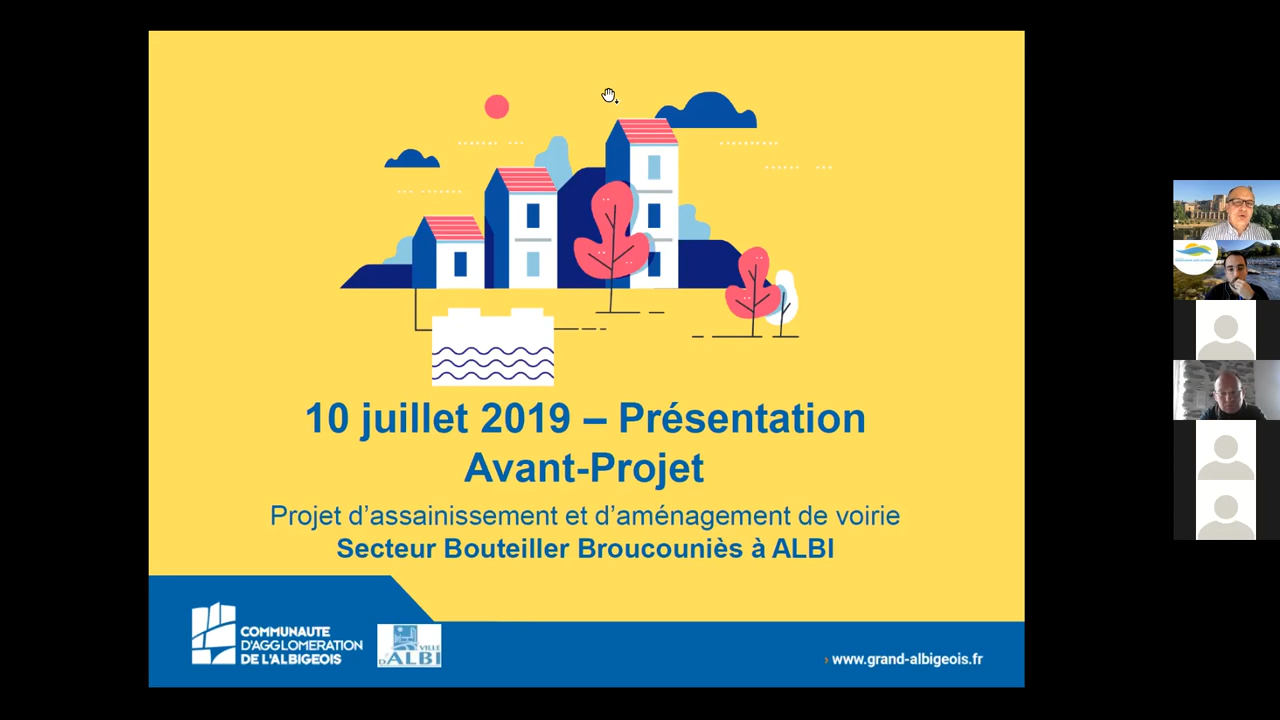 10 juillet 2019 – Présentation
Avant-Projet
Projet d’assainissement et d’aménagement de voirie
Secteur Bouteiller Broucouniès à ALBI
COMMUNAUTE
D'AGGLOMERATION
DE L'ALBIGEOIS
VILLE
D'ALBI
› www.grand-albigeois.fr